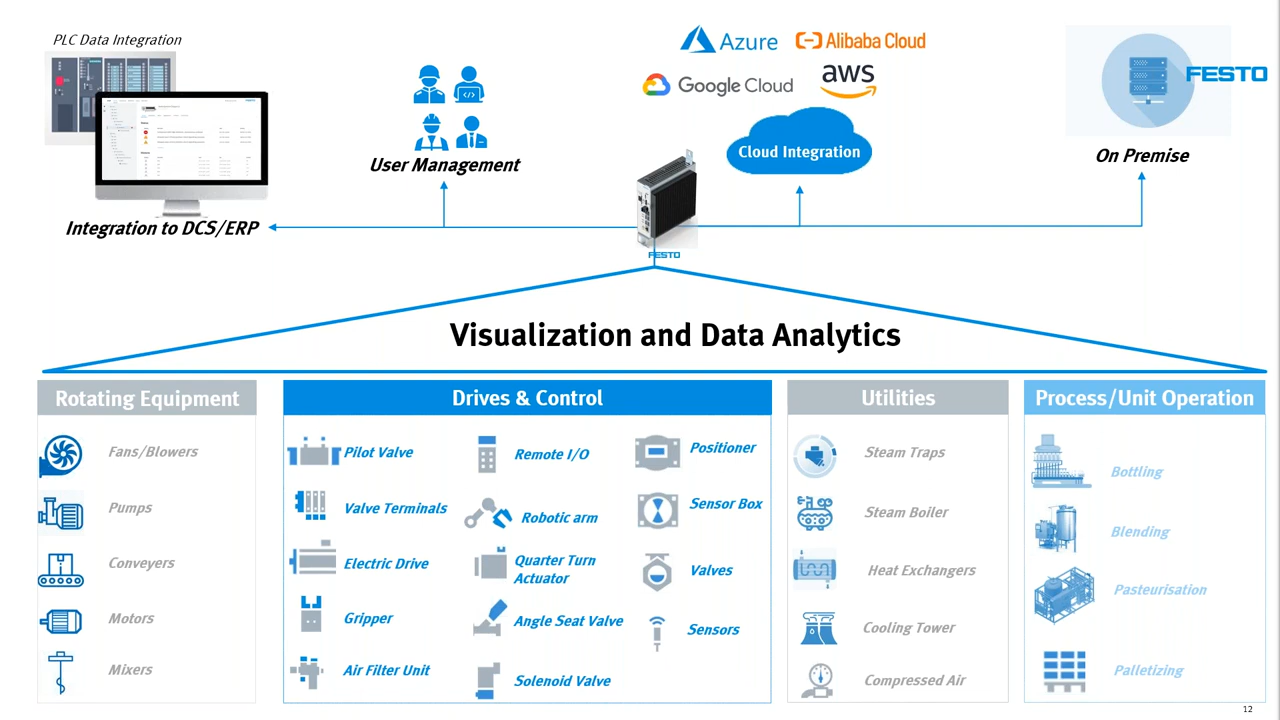 PLC Data Integration
Azure
Alibaba Cloud
Google Cloud
aws
FESTO
User Management
Cloud Integration
On Premise
Integration to DCS/ERP
FESTO
Visualization and Data Analytics
Rotating Equipment
Fans/Blowers
Pumps
Conveyers
Motors
Mixers
Drives & Control
Pilot Valve
Valve Terminals
Electric Drive
Gripper
Air Filter Unit
Remote I/O
Robotic arm
Quarter Turn
Actuator
Angle Seat Valve
Solenoid Valve
Positioner
Sensor Box
Valves
Sensors
Utilities
Steam Traps
Steam Boiler
Heat Exchangers
Cooling Tower
Compressed Air
Process/Unit Operation
Bottling
Blending
Pasteurisation
Palletizing
12